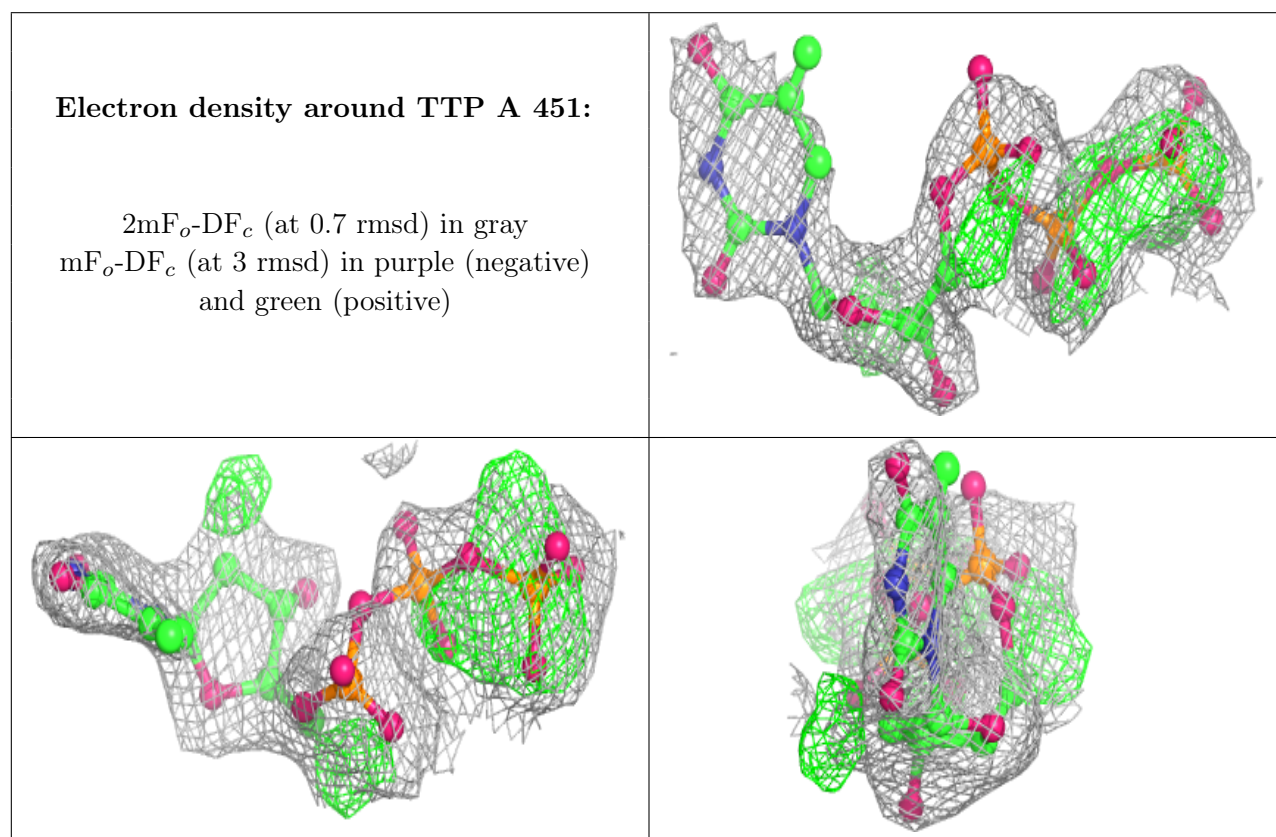 Electron density around TTP A 451:
2mFₒ-DF꜀ (at 0.7 rmsd) in gray
mFₒ-DF꜀ (at 3 rmsd) in purple (negative)
and green (positive)